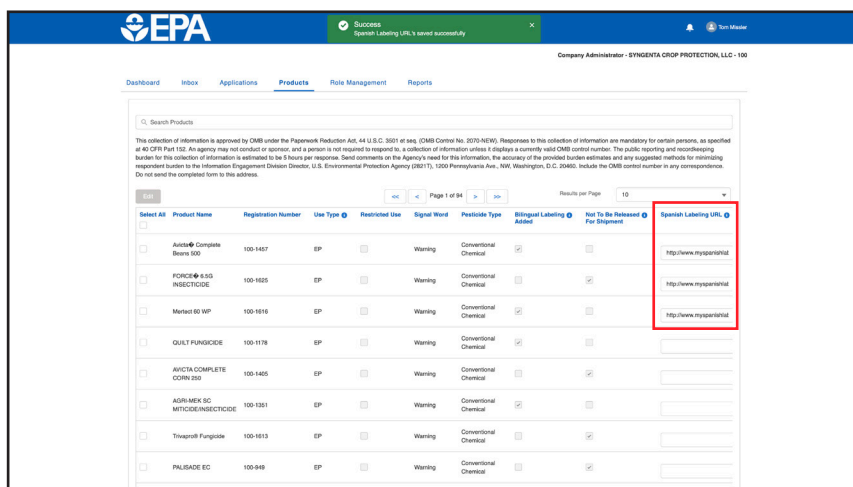 EPA
Success
Spanish Labeling URL's saved successfully
×
Tom Missler
Company Administrator - SYNGENTA CROP PROTECTION, LLC - 100
Dashboard Inbox Applications Products Role Management Reports
Search Products
This collection of information is approved by OMB under the Paperwork Reduction Act, 44 U.S.C. 3501 et seq. (OMB Control No. 2070-NEW). Responses to this collection of information are mandatory for certain persons, as specified
at 40 CFR Part 152. An agency may not conduct or sponsor, and a person is not required to respond to, a collection of information unless it displays a currently valid OMB control number. The public reporting and recordkeeping
burden for this collection of information is estimated to be 5 hours per response. Send comments on the Agency's need for this information, the accuracy of the provided burden estimates and any suggested methods for minimizing
respondent burden to the Information Engagement Division Director, U.S. Environmental Protection Agency (2821T), 1200 Pennsylvania Ave., NW, Washington, D.C. 20460. Include the OMB control number in any correspondence.
Do not send the completed form to this address.
Edit << < Page 1 of 94 > >> Results per Page 10
Select All Product Name Registration Number Use Type Restricted Use Signal Word Pesticide Type Bilingual Labeling Added Not To Be Released For Shipment Spanish Labeling URL
Avicta� Complete Beans 500 100-1457 EP Warning Conventional Chemical http://www.myspanishlat
FORCE� 6.5G INSECTICIDE 100-1625 EP Warning Conventional Chemical http://www.myspanishlat
Mertect 60 WP 100-1616 EP Warning Conventional Chemical http://www.myspanishlat
QUILT FUNGICIDE 100-1178 EP Warning Conventional Chemical
AVICTA COMPLETE CORN 250 100-1405 EP Warning Conventional Chemical
AGRI-MEK SC MITICIDE/INSECTICIDE 100-1351 EP Warning Conventional Chemical
Trivapro® Fungicide 100-1613 EP Warning Conventional Chemical
PALISADE EC 100-949 EP Warning Conventional Chemical